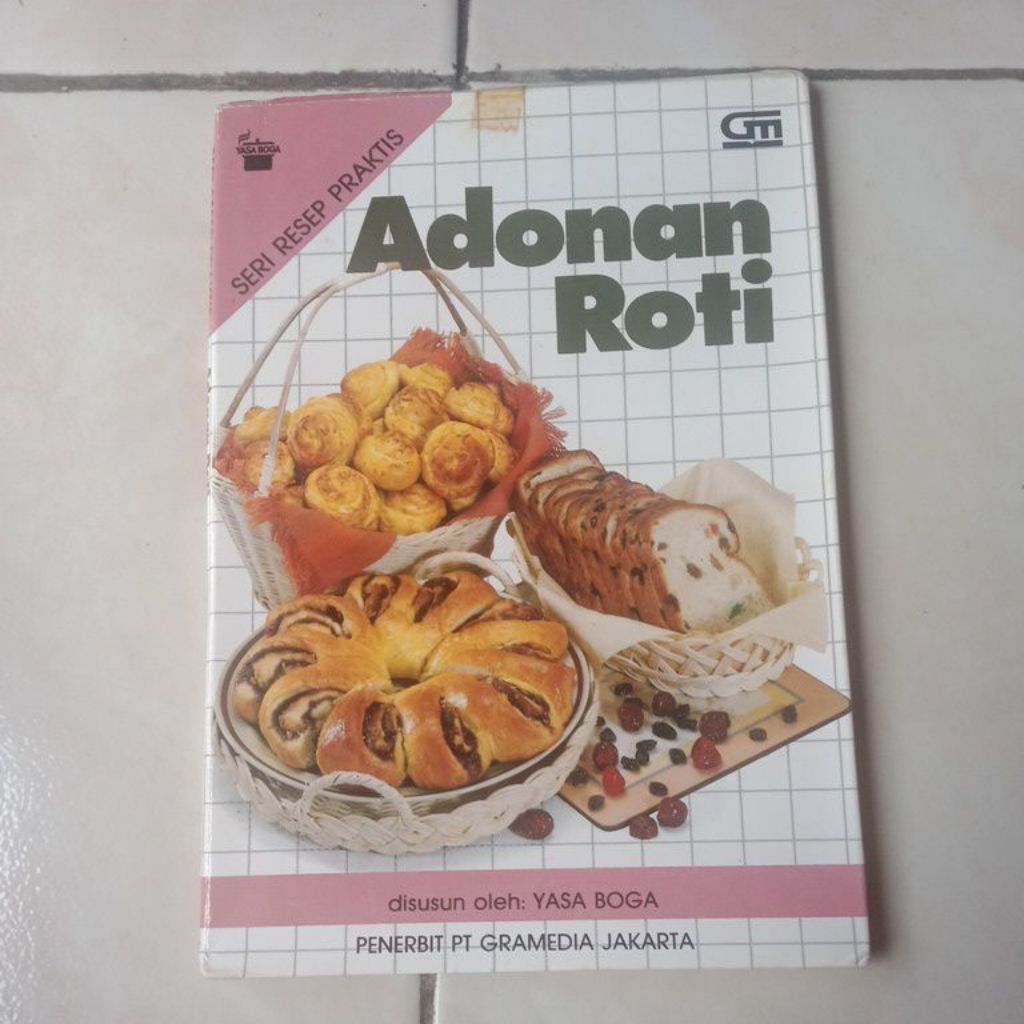 YASA BOGA
SERI RESEP PRAKTIS
GM
Adonan
Roti
disusun oleh: YASA BOGA
PENERBIT PT GRAMEDIA JAKARTA